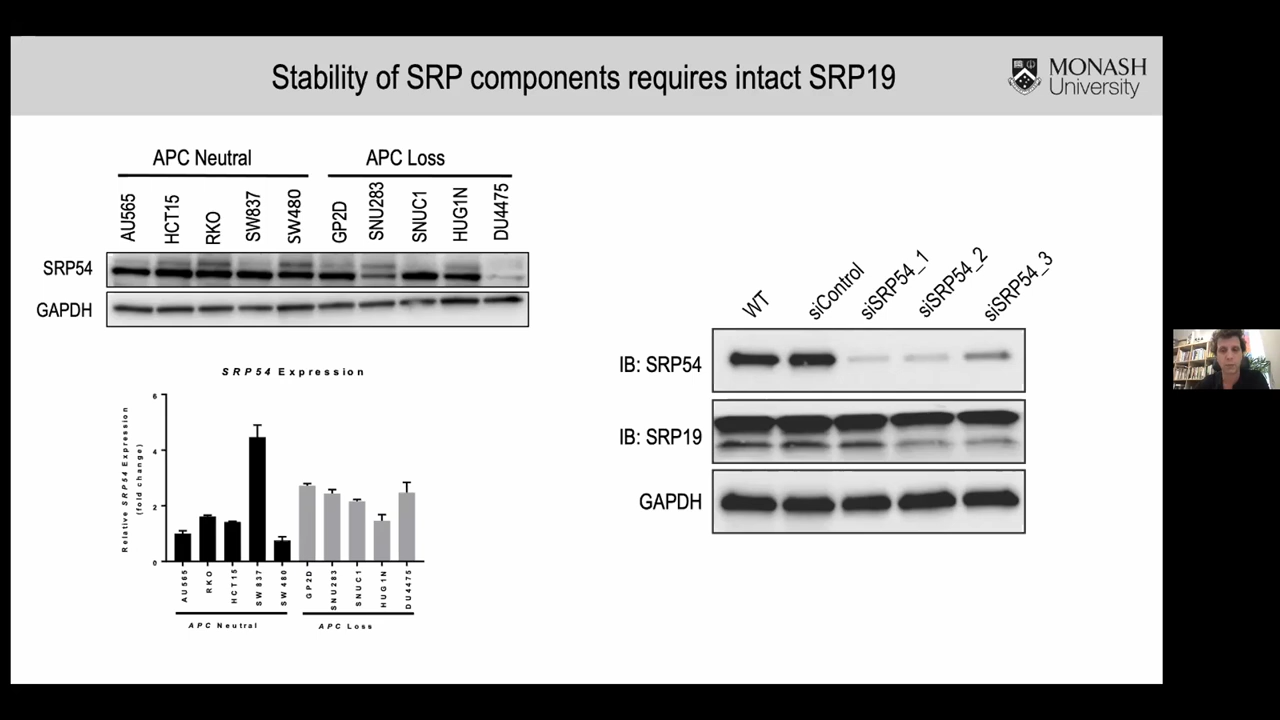 Stability of SRP components requires intact SRP19
MONASH
University
APC Neutral
APC Loss
AU565
HCT15
RKO
SW837
SW480
GP2D
SNU283
SNUC1
HUG1N
DU4475
SRP54
GAPDH
SRP54 Expression
Relative SRP54 Expression
(fold change)
6
4
2
0
AU565
RKO
HCT15
SW837
SW480
GP2D
SNU283
SNUC1
HUG1N
DU4475
APC Neutral
APC Loss
WT
siControl
siSRP54_1
siSRP54_2
siSRP54_3
IB: SRP54
IB: SRP19
GAPDH